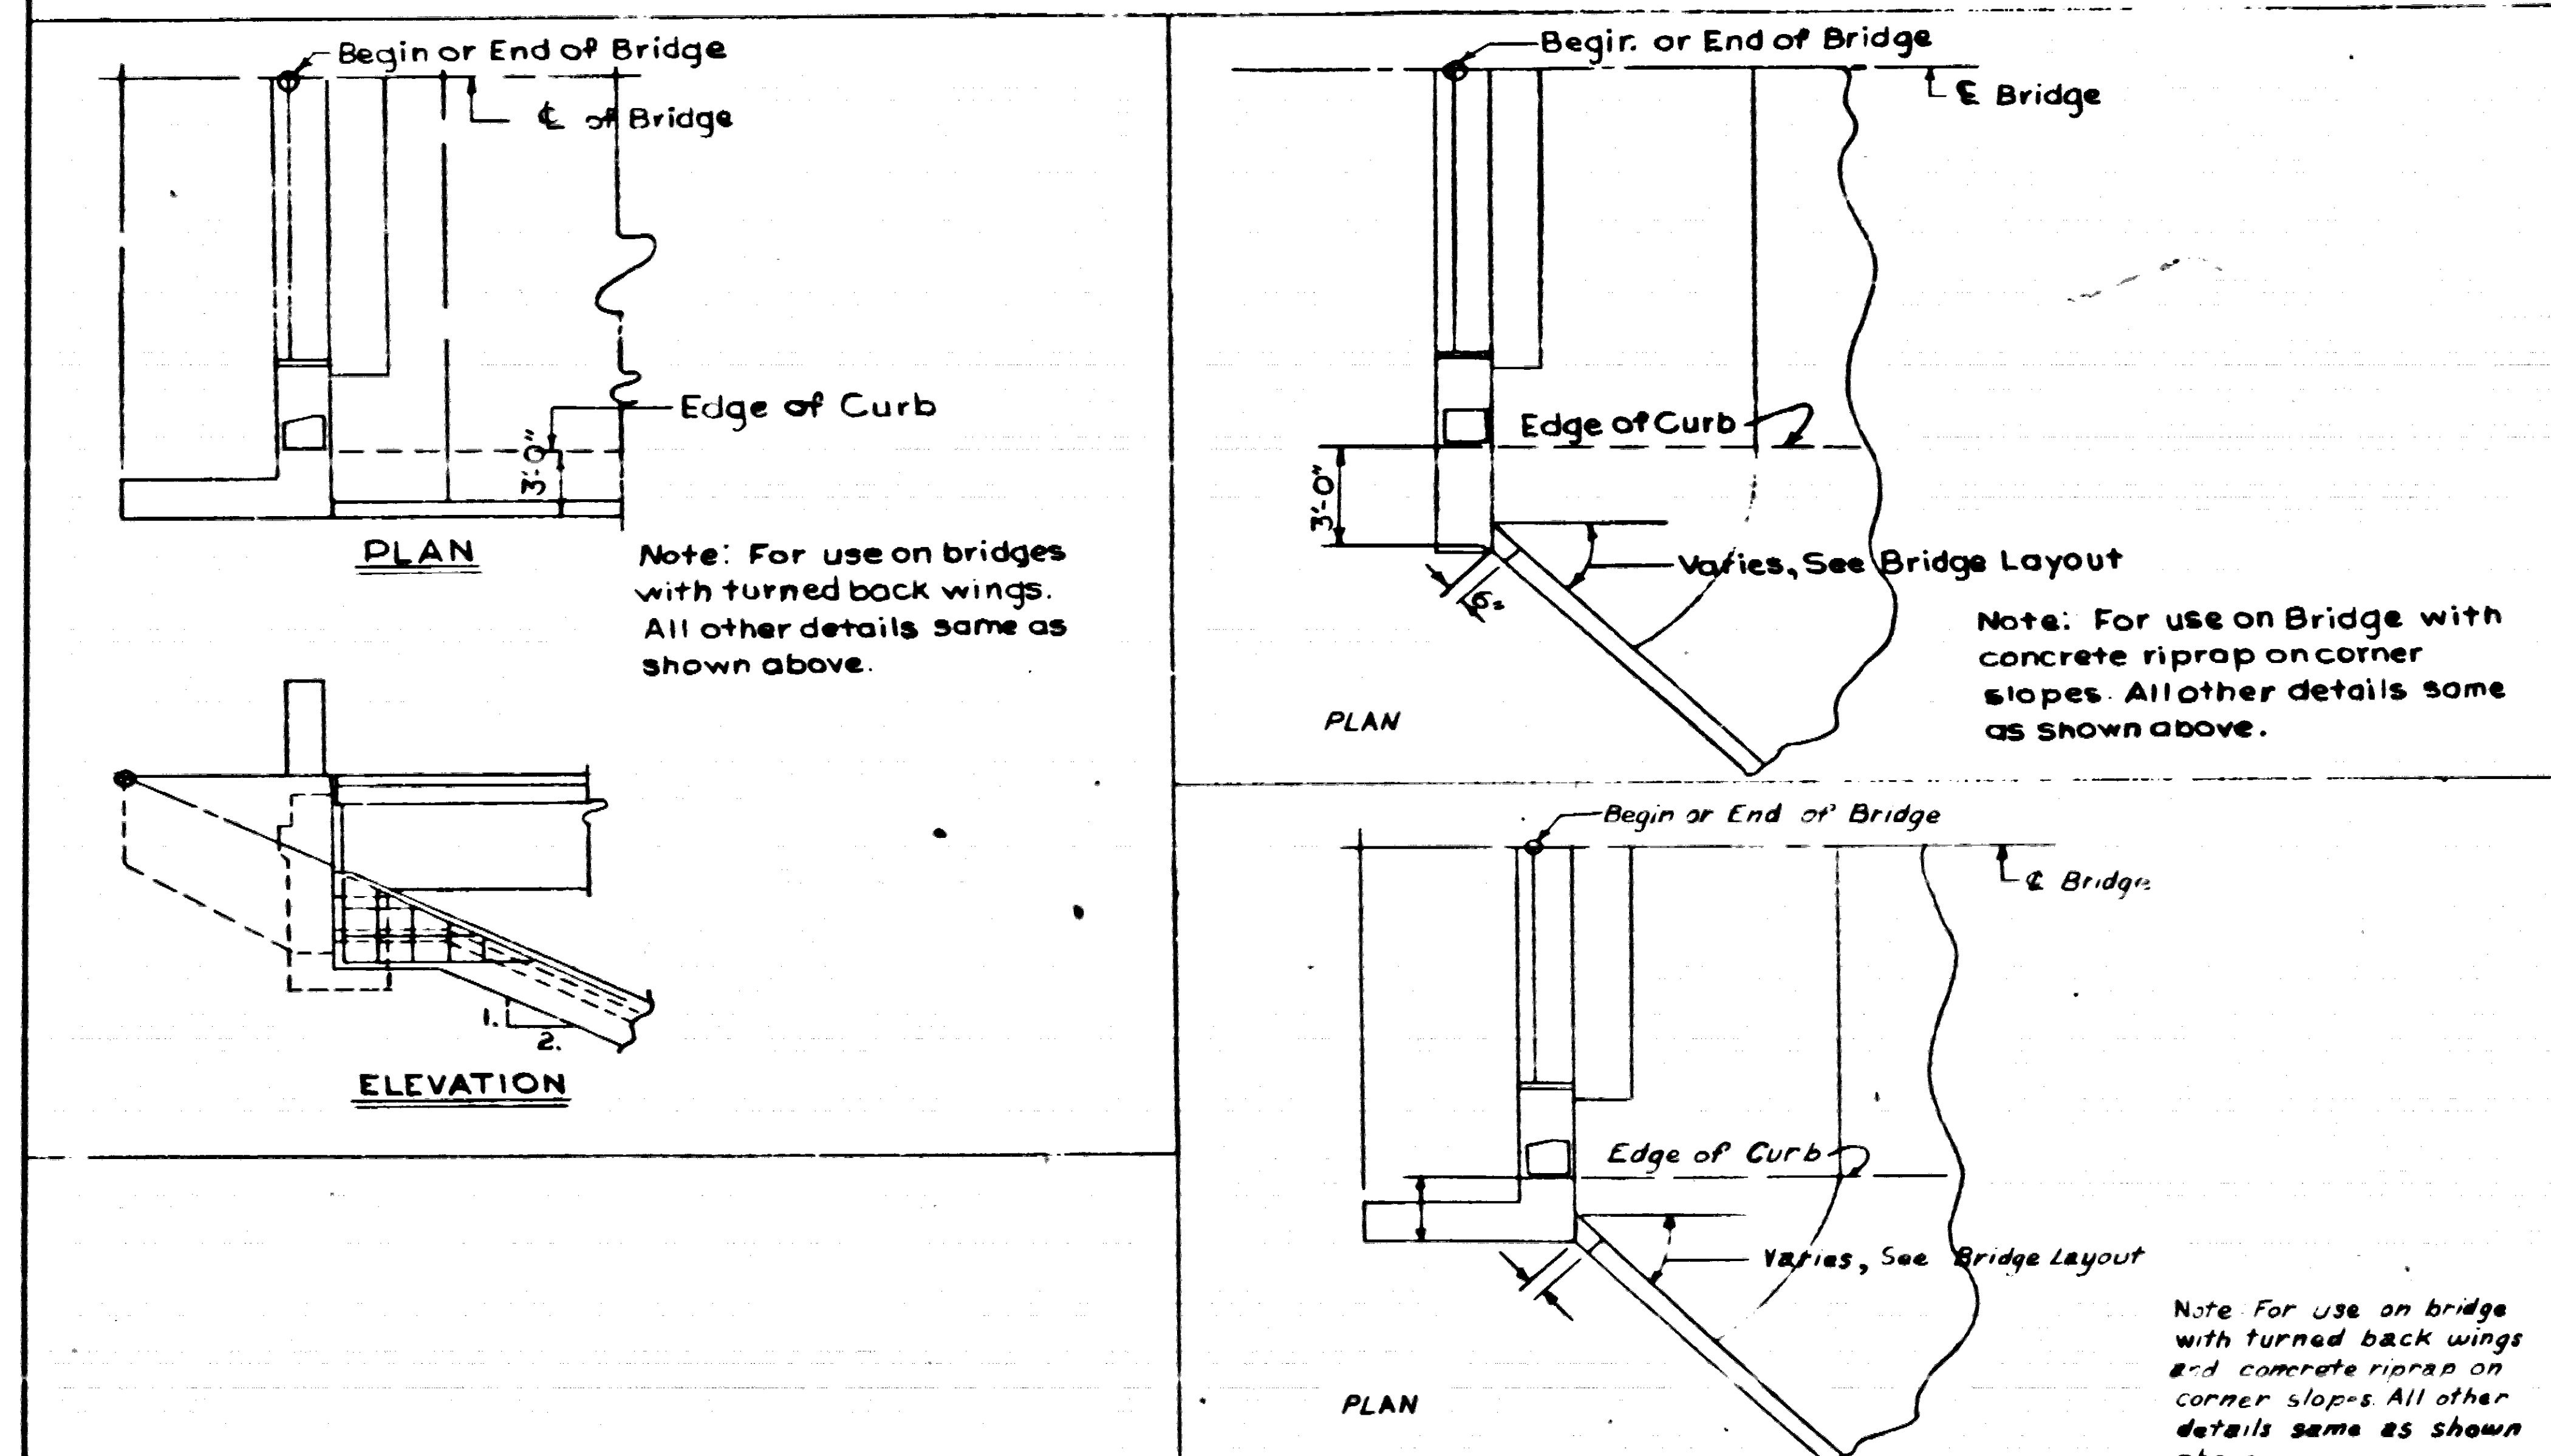 Begin or End of Bridge
℄ of Bridge
Edge of Curb
3'-0"
PLAN
Note: For use on bridges
with turned back wings.
All other details same as
shown above.
1.
2.
ELEVATION
Begin or End of Bridge
℄ Bridge
Edge of Curb
3'-0"
Varies, See Bridge Layout
PLAN
Note: For use on Bridge with
concrete riprap on corner
slopes. All other details same
as shown above.
Begin or End of Bridge
℄ Bridge
Edge of Curb
Varies, See Bridge Layout
PLAN
Note: For use on bridge
with turned back wings
and concrete riprap on
corner slopes. All other
details same as shown